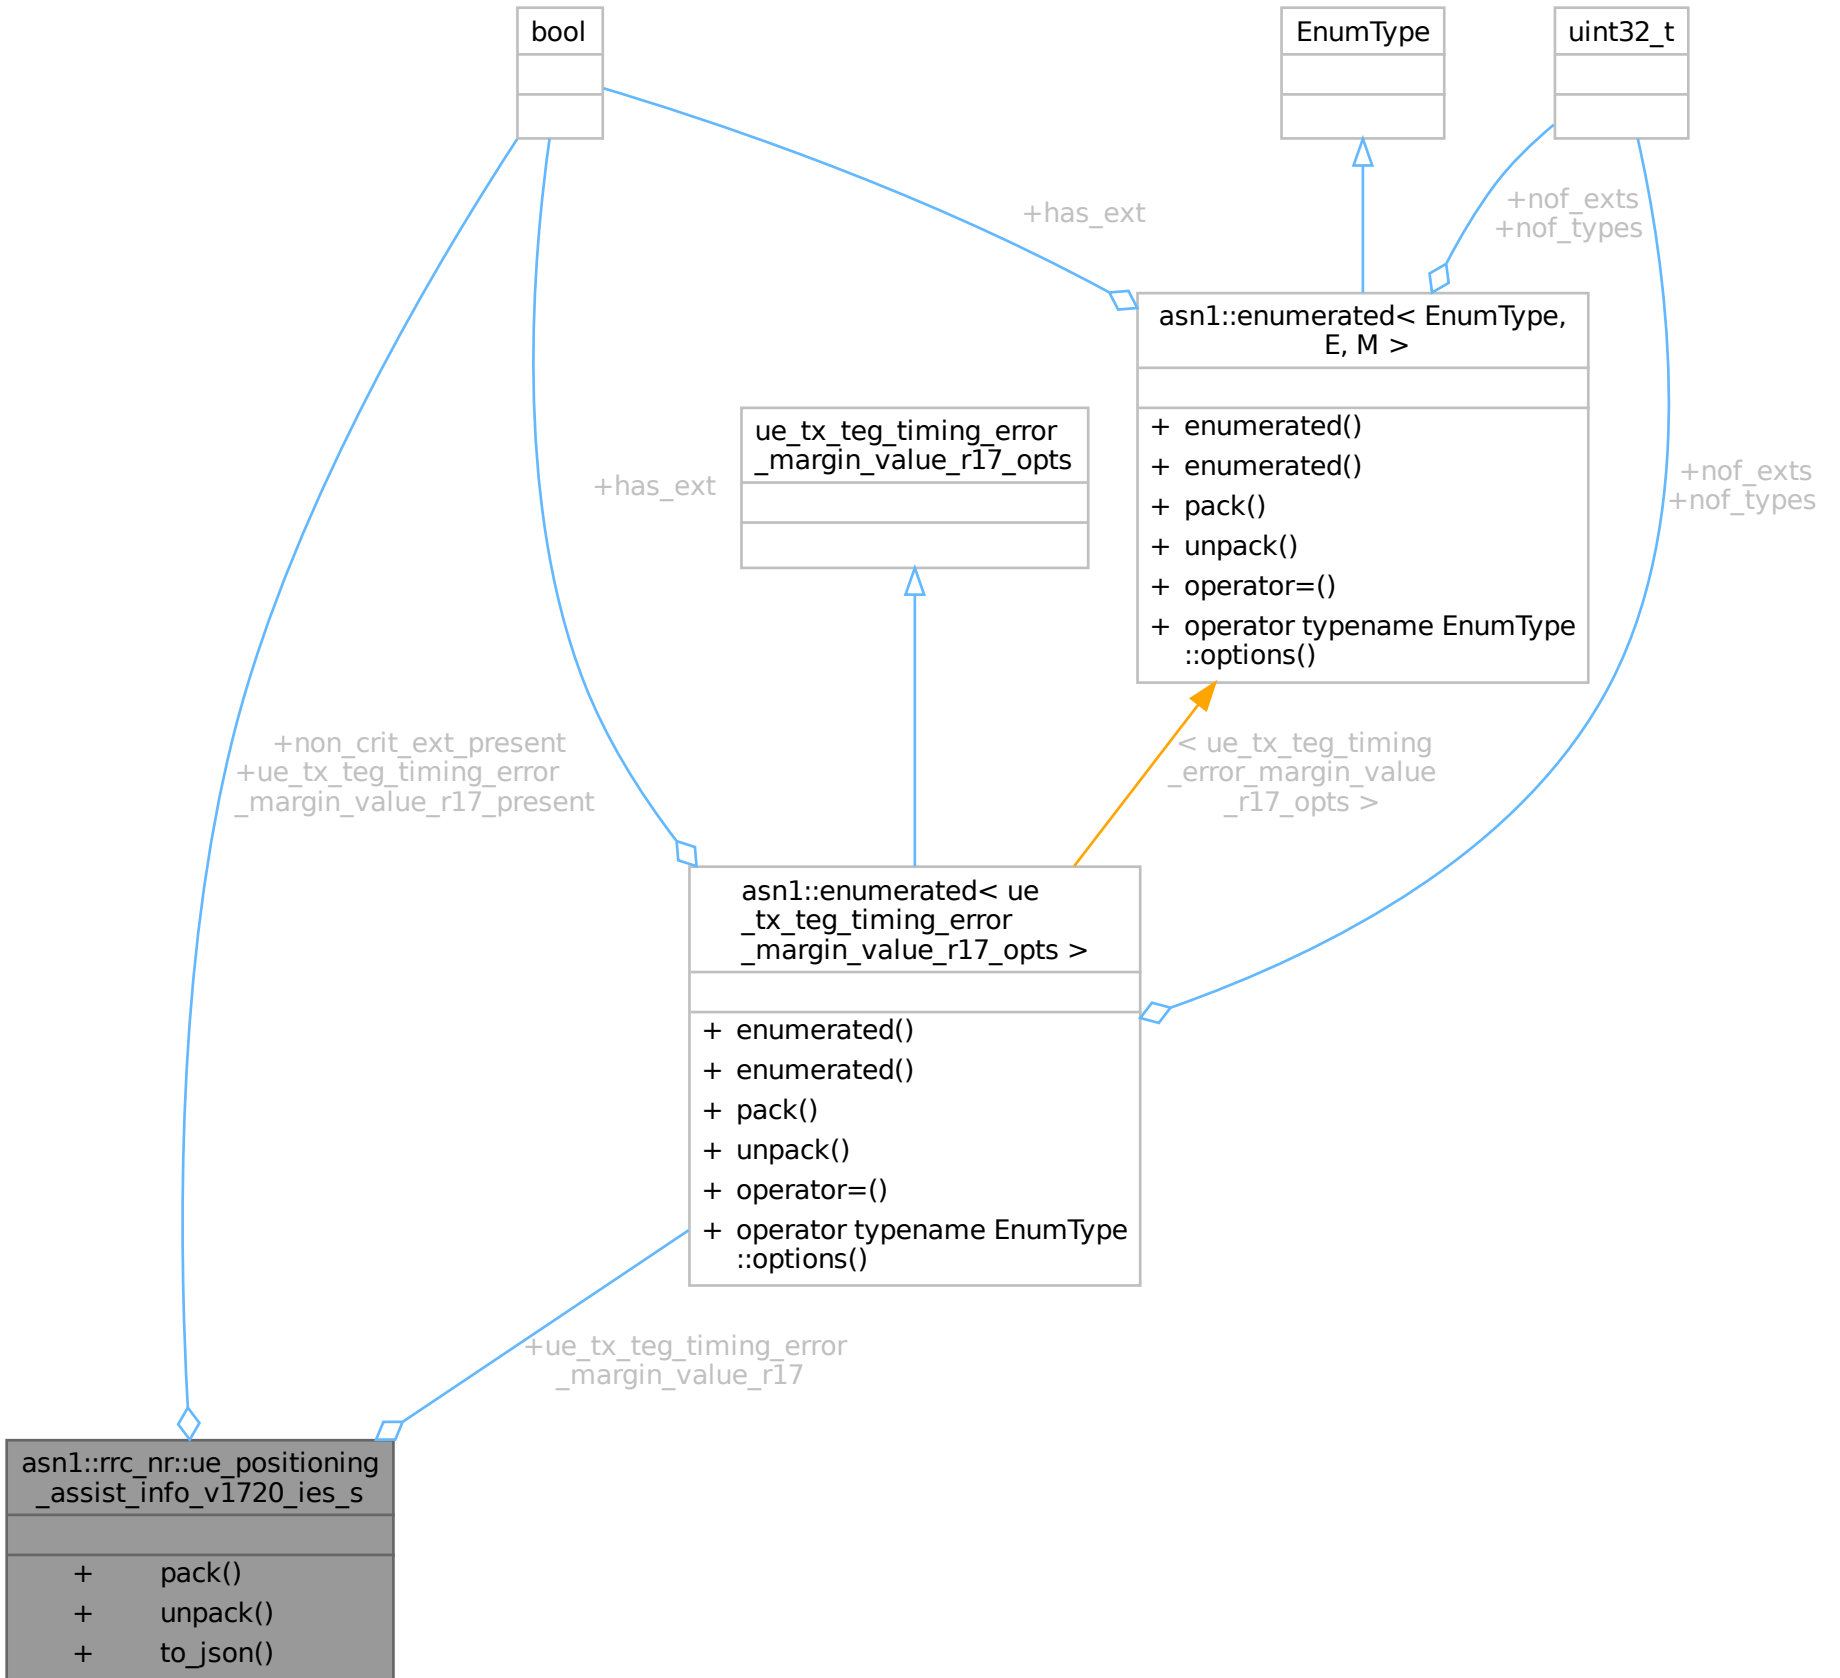 bool
EnumType
uint32_t
+nof_exts
+nof_types
+has_ext
asn1::enumerated< EnumType,
E, M >
+ enumerated()
+ enumerated()
+ pack()
+ unpack()
+ operator=()
+ operator typename EnumType
::options()
ue_tx_teg_timing_error
_margin_value_r17_opts
+has_ext
+nof_exts
+nof_types
+non_crit_ext_present
+ue_tx_teg_timing_error
_margin_value_r17_present
< ue_tx_teg_timing
_error_margin_value
_r17_opts >
asn1::enumerated< ue
_tx_teg_timing_error
_margin_value_r17_opts >
+ enumerated()
+ enumerated()
+ pack()
+ unpack()
+ operator=()
+ operator typename EnumType
::options()
+ue_tx_teg_timing_error
_margin_value_r17
asn1::rrc_nr::ue_positioning
_assist_info_v1720_ies_s
+ pack()
+ unpack()
+ to_json()